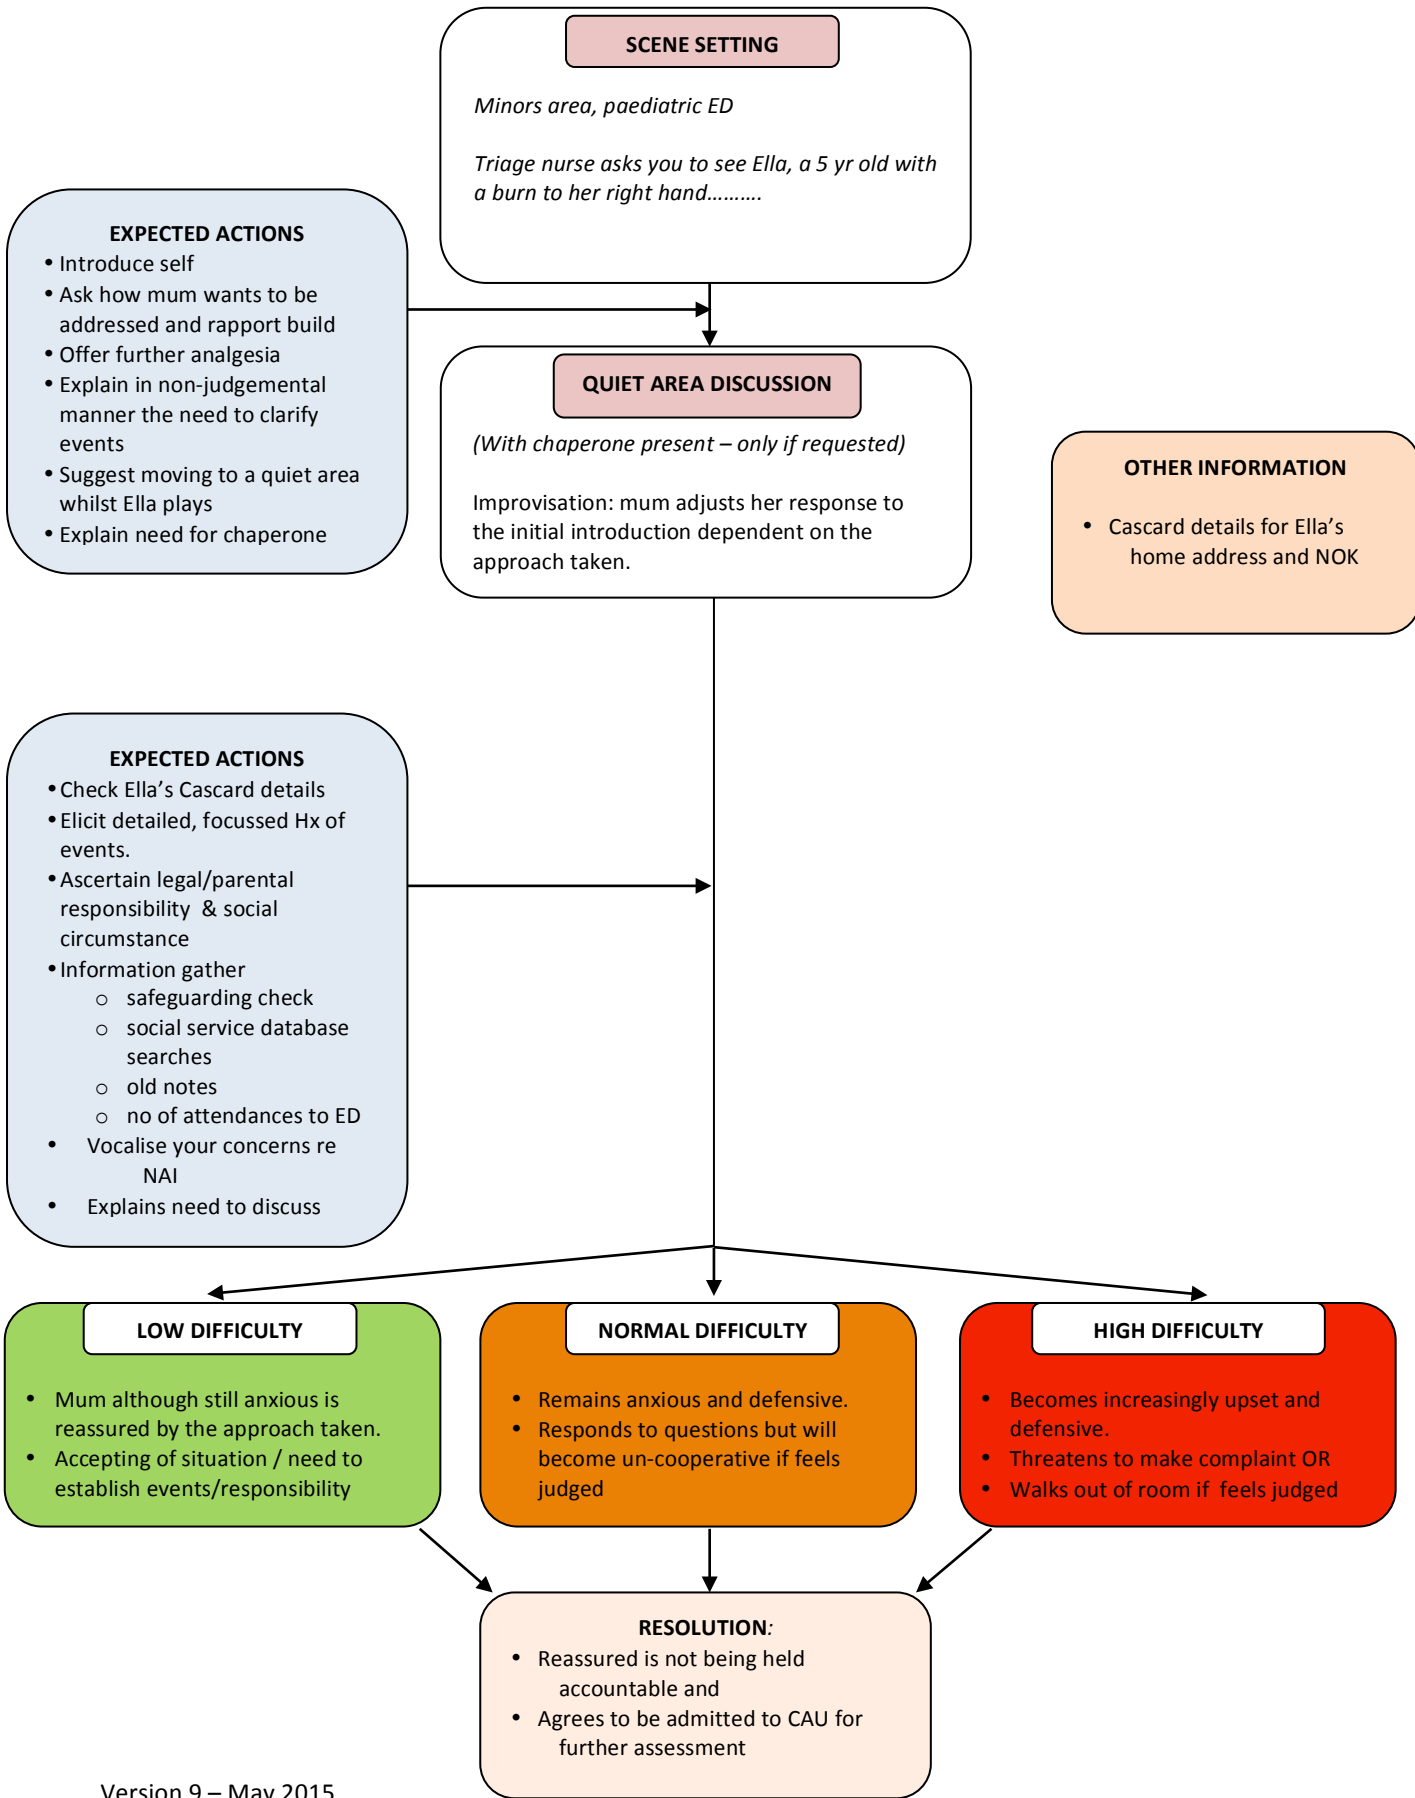 SCENE SETTING
Minors area, paediatric ED
Triage nurse asks you to see Ella, a 5 yr old with
a burn to her right hand……….
EXPECTED ACTIONS
• Introduce self
• Ask how mum wants to be
addressed and rapport build
• Offer further analgesia
• Explain in non-judgemental
manner the need to clarify
events
• Suggest moving to a quiet area
whilst Ella plays
• Explain need for chaperone
QUIET AREA DISCUSSION
(With chaperone present – only if requested)
Improvisation: mum adjusts her response to
the initial introduction dependent on the
approach taken.
OTHER INFORMATION
• Cascard details for Ella’s
home address and NOK
EXPECTED ACTIONS
• Check Ella’s Cascard details
• Elicit detailed, focussed Hx of
events.
• Ascertain legal/parental
responsibility & social
circumstance
• Information gather
o safeguarding check
o social service database
searches
o old notes
o no of attendances to ED
• Vocalise your concerns re
NAI
• Explains need to discuss
LOW DIFFICULTY
• Mum although still anxious is
reassured by the approach taken.
• Accepting of situation / need to
establish events/responsibility
NORMAL DIFFICULTY
• Remains anxious and defensive.
• Responds to questions but will
become un-cooperative if feels
judged
HIGH DIFFICULTY
• Becomes increasingly upset and
defensive.
• Threatens to make complaint OR
• Walks out of room if feels judged
RESOLUTION:
• Reassured is not being held
accountable and
• Agrees to be admitted to CAU for
further assessment
Version 9 – May 2015